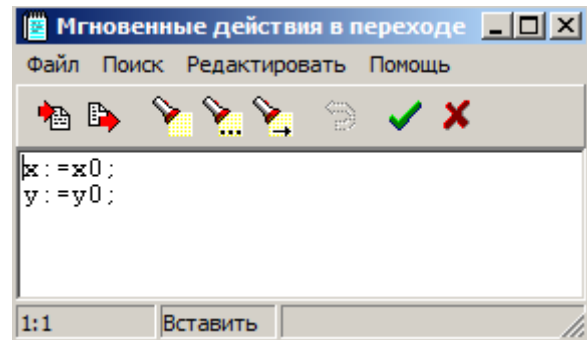 Мгновенные действия в переходе
Файл Поиск Редактировать Помощь
x:=x0;
y:=y0;
1:1 Вставить